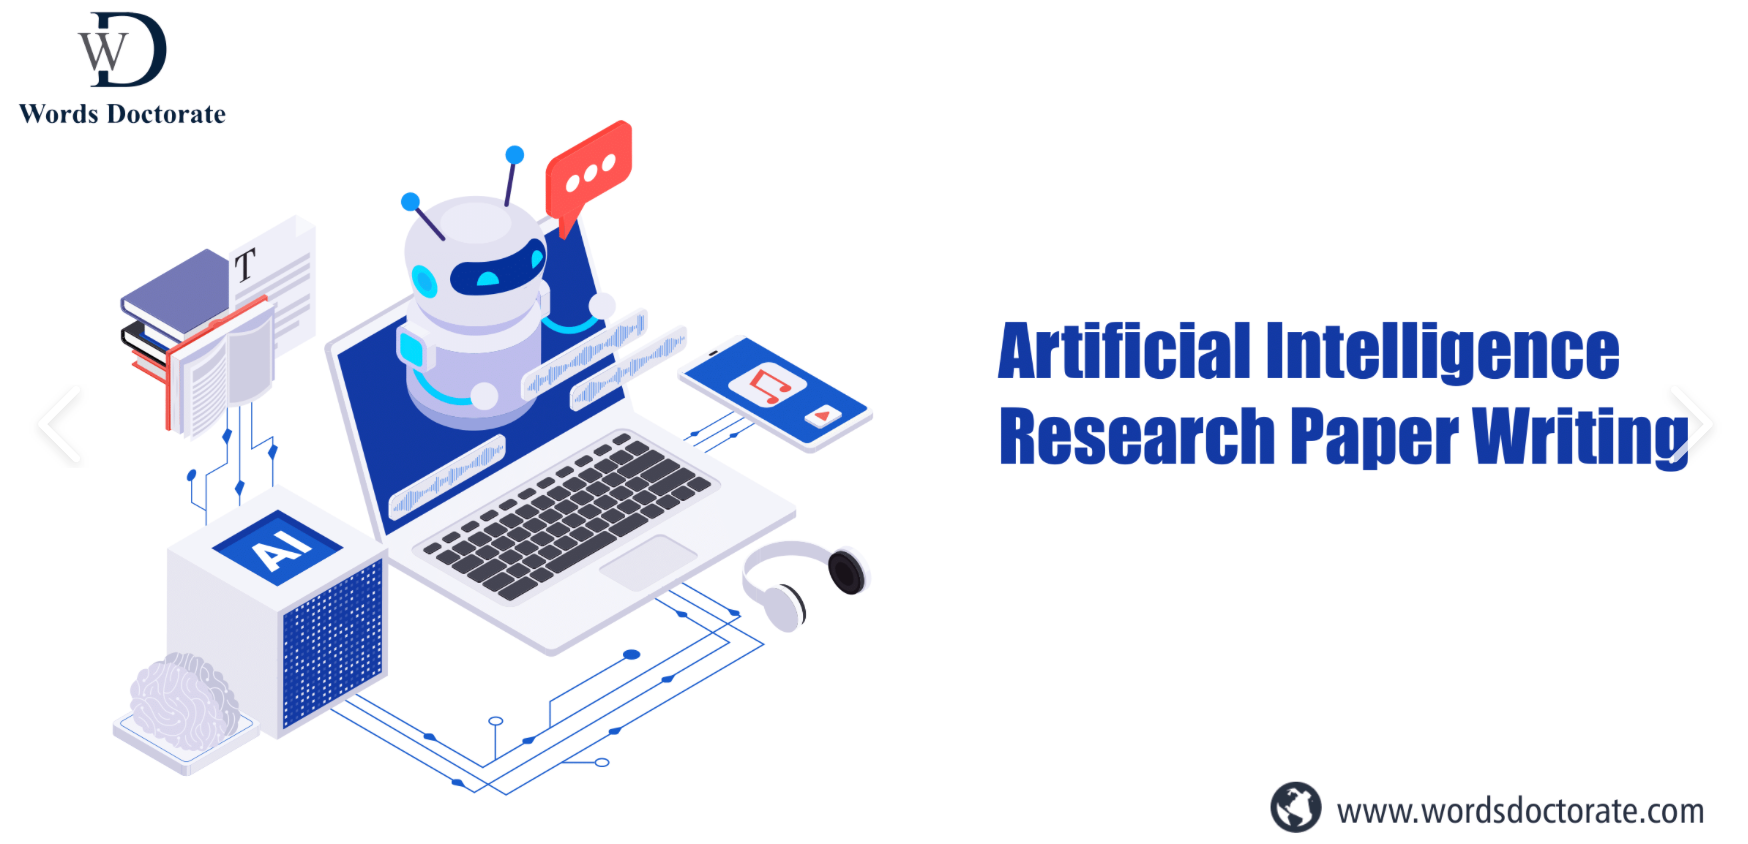 WD
Words Doctorate
T
AI
Artificial Intelligence
Research Paper Writing
www.wordsdoctorate.com